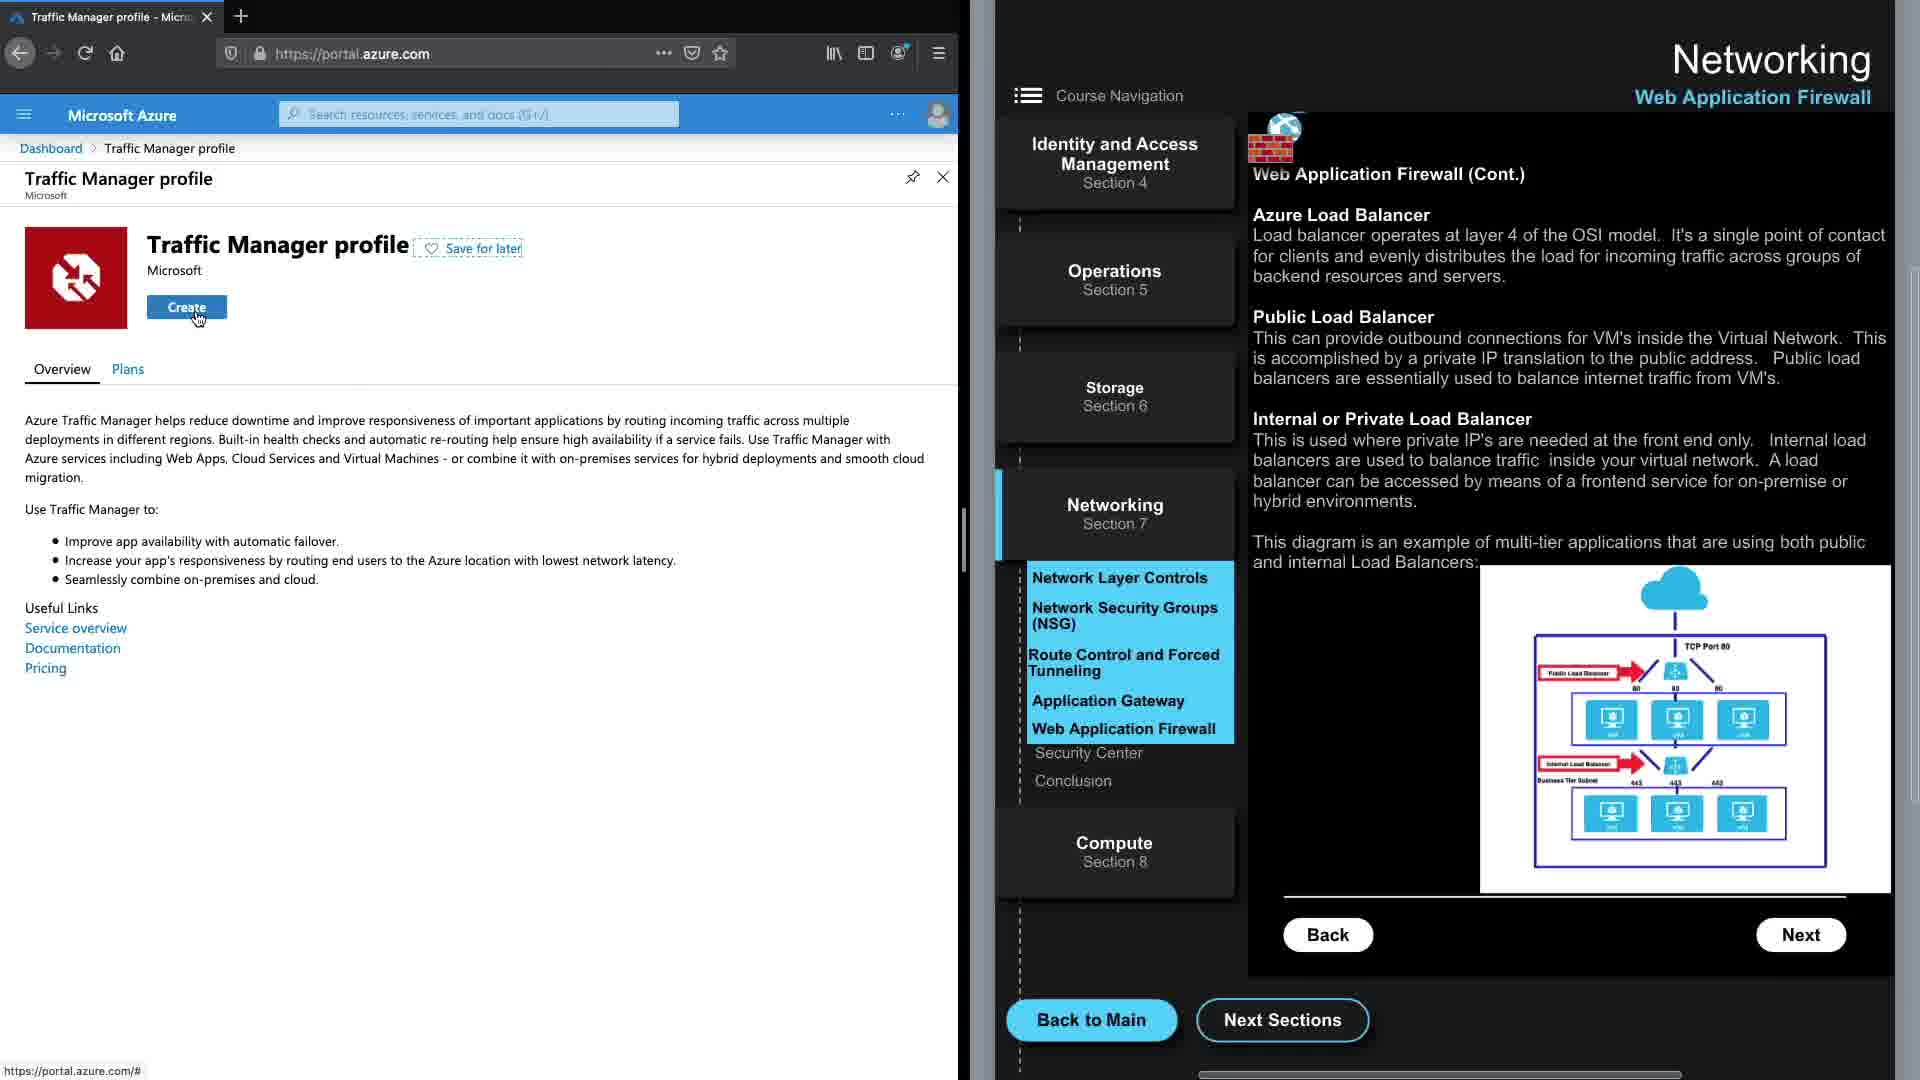 Traffic Manager profile - Micro
https://portal.azure.com
Microsoft Azure
Search resources, services, and docs (G+/)
Dashboard > Traffic Manager profile
Traffic Manager profile
Microsoft
Traffic Manager profile
Save for later
Microsoft
Create
Overview
Plans
Azure Traffic Manager helps reduce downtime and improve responsiveness of important applications by routing incoming traffic across multiple
deployments in different regions. Built-in health checks and automatic re-routing help ensure high availability if a service fails. Use Traffic Manager with
Azure services including Web Apps, Cloud Services and Virtual Machines - or combine it with on-premises services for hybrid deployments and smooth cloud
migration.
Use Traffic Manager to:
• Improve app availability with automatic failover.
• Increase your app's responsiveness by routing end users to the Azure location with lowest network latency.
• Seamlessly combine on-premises and cloud.
Useful Links
Service overview
Documentation
Pricing
https://portal.azure.com/#
Networking
Web Application Firewall
Course Navigation
Identity and Access
Management
Section 4
Operations
Section 5
Storage
Section 6
Networking
Section 7
Network Layer Controls
Network Security Groups
(NSG)
Route Control and Forced
Tunneling
Application Gateway
Web Application Firewall
Security Center
Conclusion
Compute
Section 8
Back to Main
Next Sections
Web Application Firewall (Cont.)
Azure Load Balancer
Load balancer operates at layer 4 of the OSI model. It's a single point of contact
for clients and evenly distributes the load for incoming traffic across groups of
backend resources and servers.
Public Load Balancer
This can provide outbound connections for VM's inside the Virtual Network. This
is accomplished by a private IP translation to the public address. Public load
balancers are essentially used to balance internet traffic from VM's.
Internal or Private Load Balancer
This is used where private IP's are needed at the front end only. Internal load
balancers are used to balance traffic inside your virtual network. A load
balancer can be accessed by means of a frontend service for on-premise or
hybrid environments.
This diagram is an example of multi-tier applications that are using both public
and internal Load Balancers:
TCP Port 80
Public Load Balancer
80 80 80
VM VM VM
Internal Load Balancer
Business Tier Subnet
443 443 443
VM VM VM
Back
Next